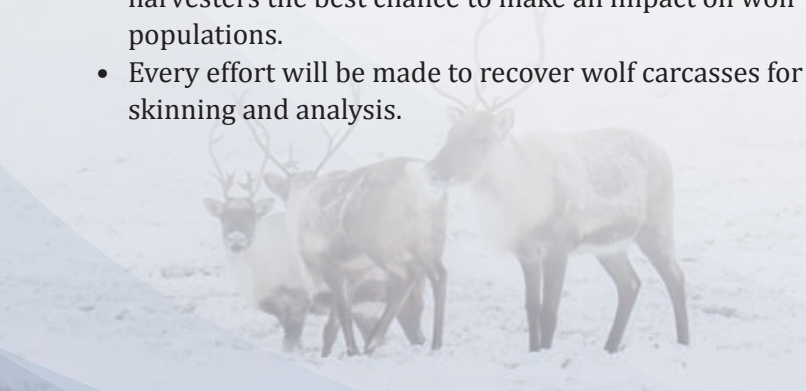 harvesters the best chance to make an impact on wolf
populations.
• Every effort will be made to recover wolf carcasses for
skinning and analysis.